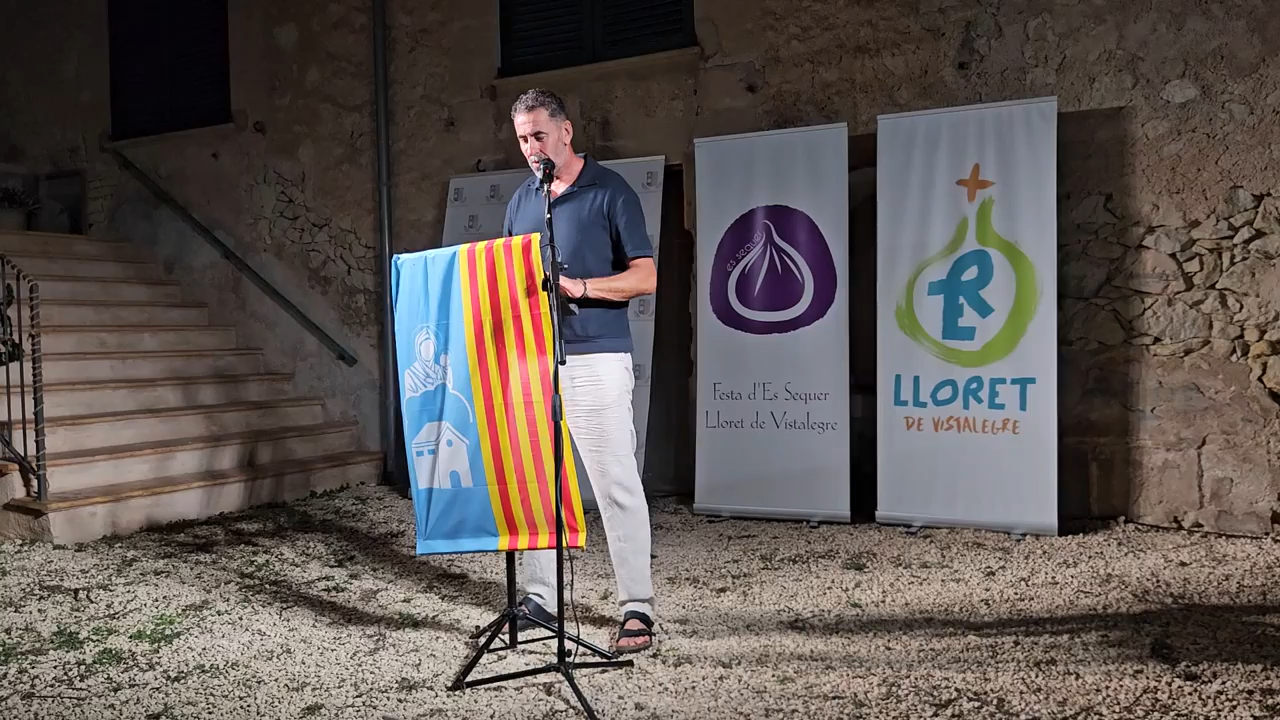 es sequer
Festa d'Es Sequer
Lloret de Vistalegre
LLORET
DE VISTALEGRE